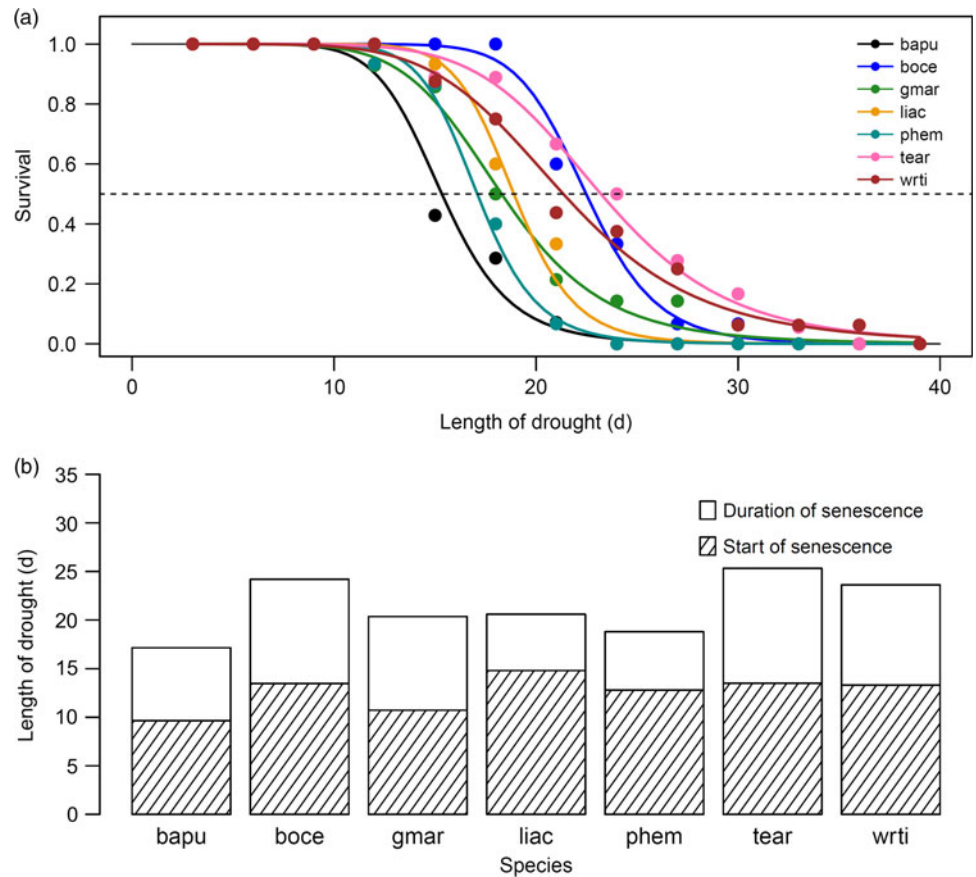 (a)
1.0
0.8
0.6
0.4
0.2
0.0
Survival
bapu
boce
gmar
liac
phem
tear
wrti
0 10 20 30 40
Length of drought (d)
(b)
35
30
25
20
15
10
5
0
Length of drought (d)
Duration of senescence
Start of senescence
bapu boce gmar liac phem tear wrti
Species